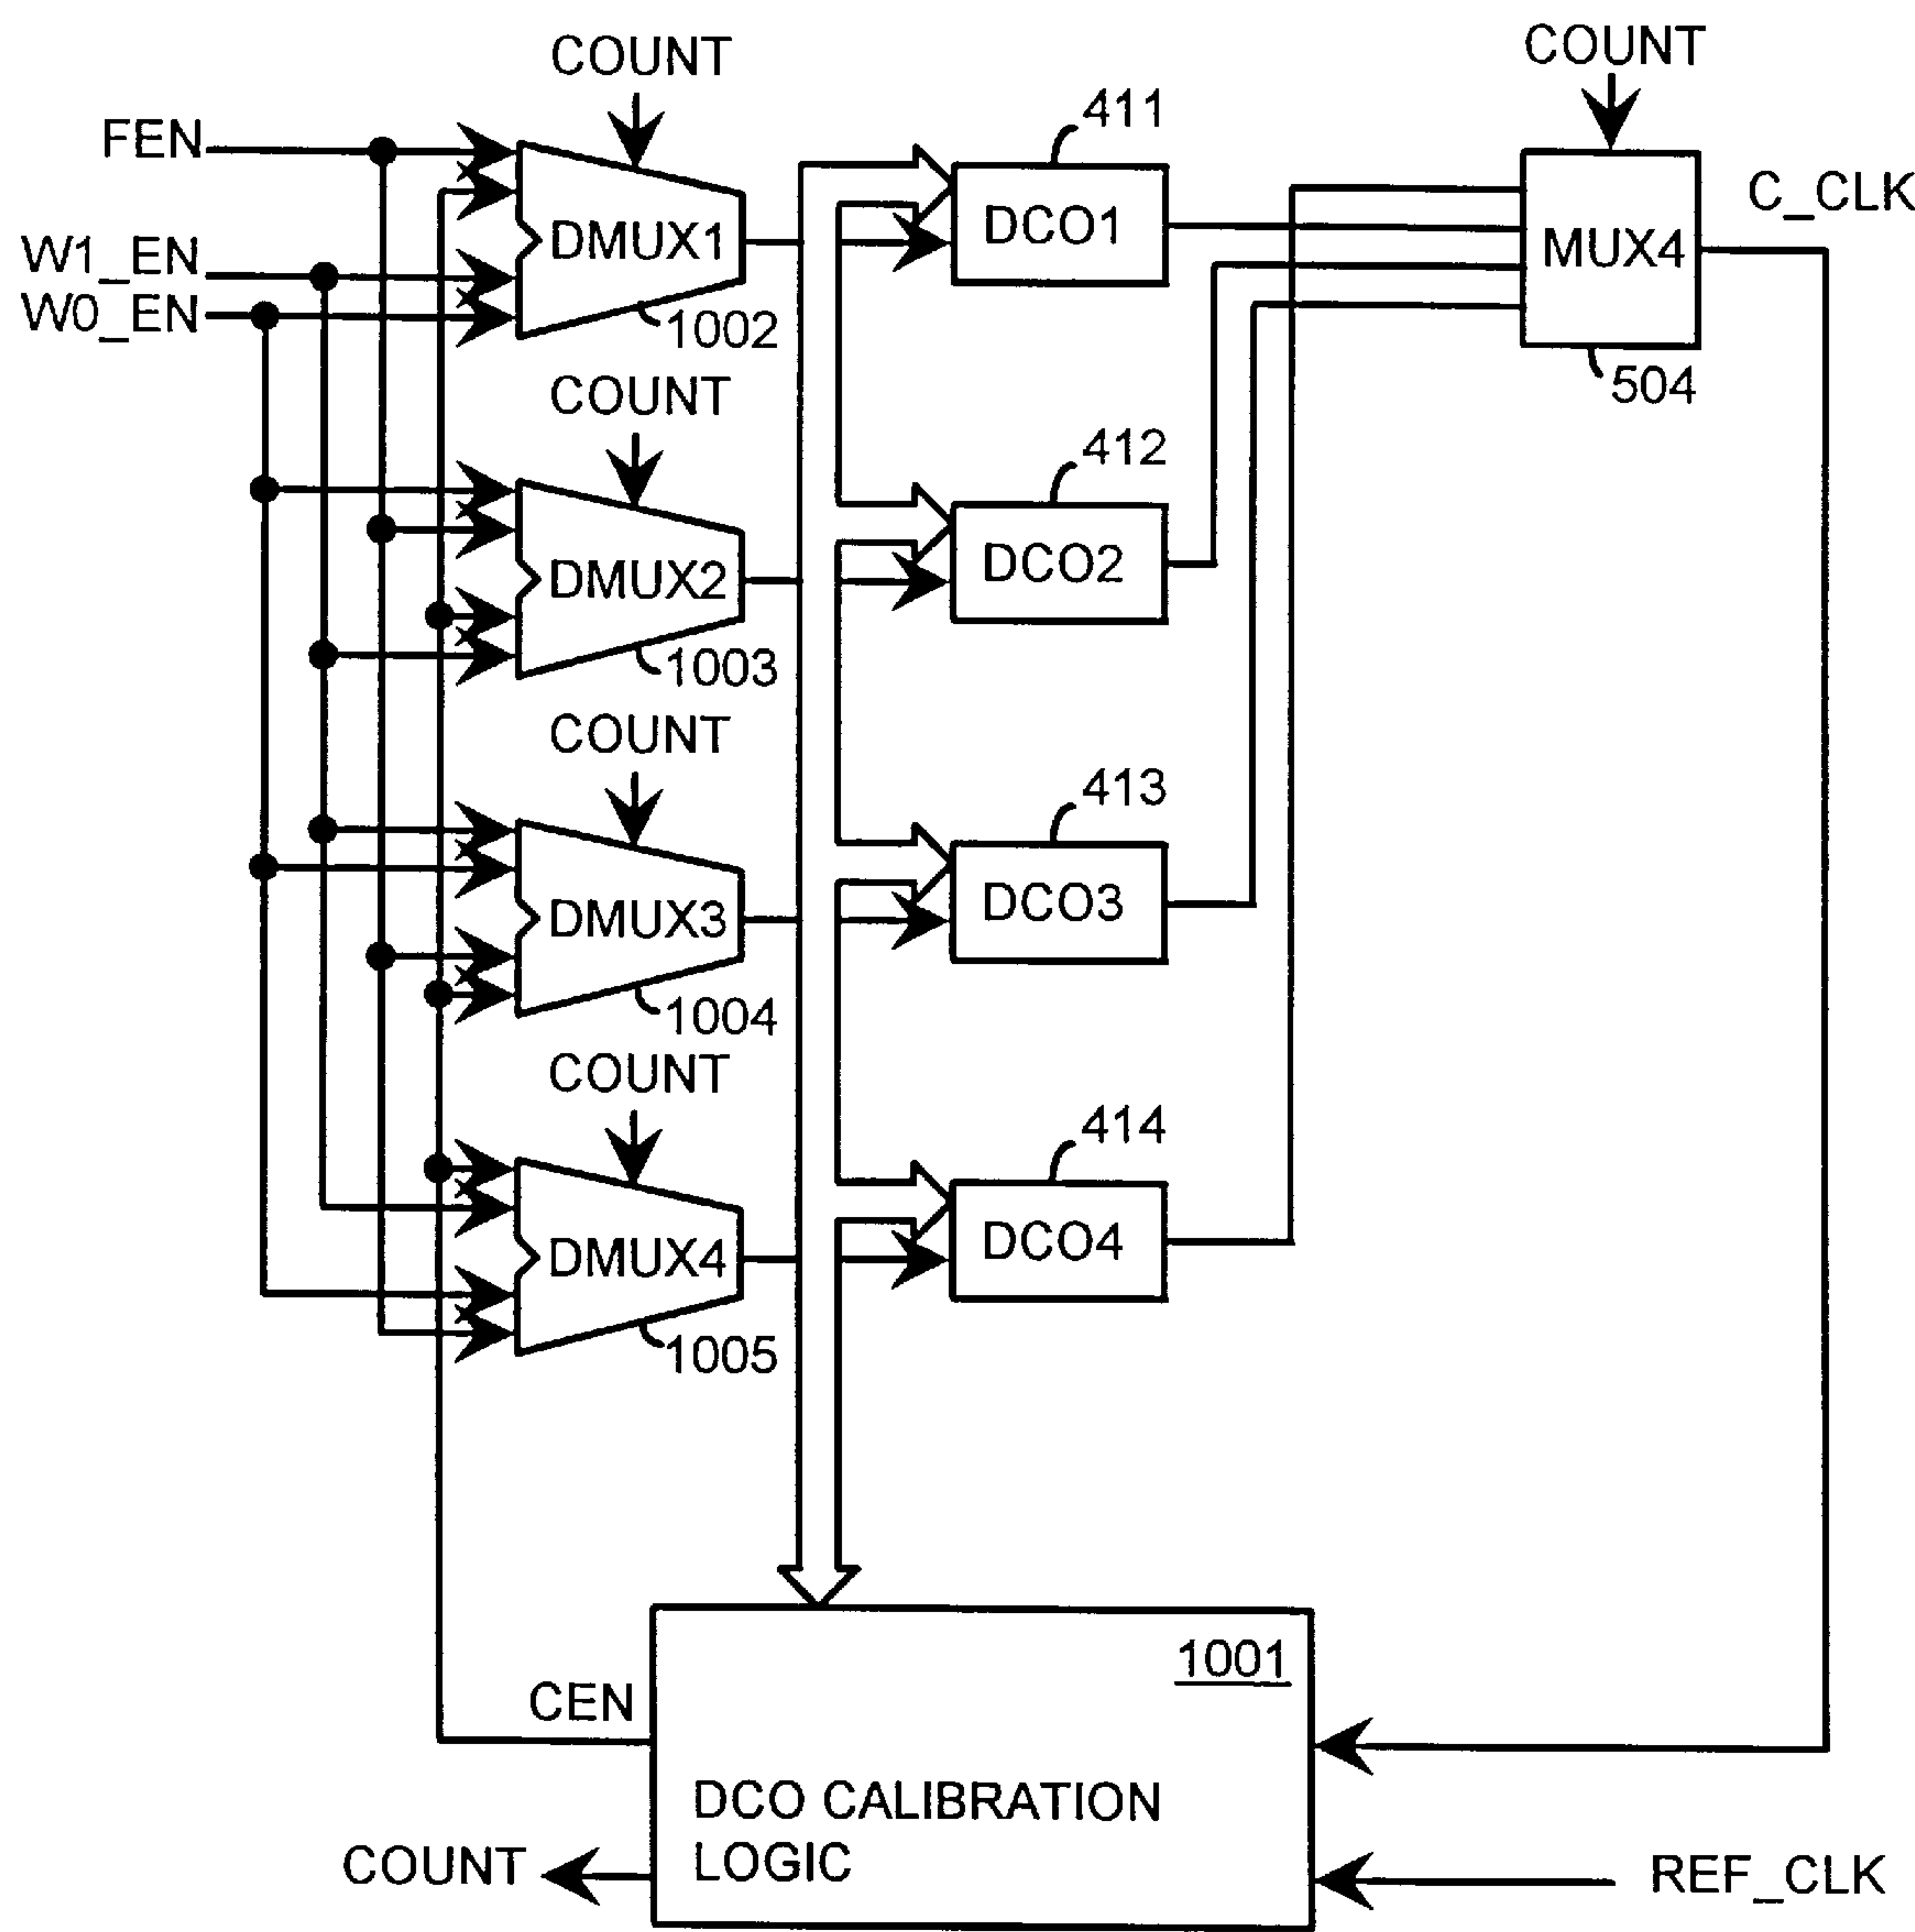 COUNT
COUNT
411
FEN
C_CLK
DMUX1
DCO1
MUX4
W1_EN
W0_EN
1002
504
COUNT
412
DMUX2
DCO2
1003
COUNT
413
DMUX3
DCO3
1004
COUNT
414
DMUX4
DCO4
1005
1001
CEN
DCO CALIBRATION
LOGIC
COUNT
REF_CLK